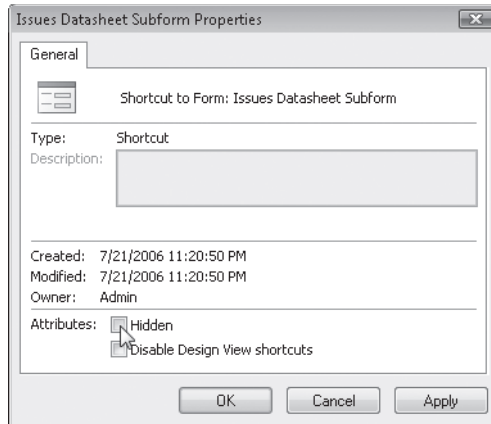 Issues Datasheet Subform Properties
General
Shortcut to Form: Issues Datasheet Subform
Type: Shortcut
Description:
Created: 7/21/2006 11:20:50 PM
Modified: 7/21/2006 11:20:50 PM
Owner: Admin
Attributes: Hidden
Disable Design View shortcuts
OK Cancel Apply